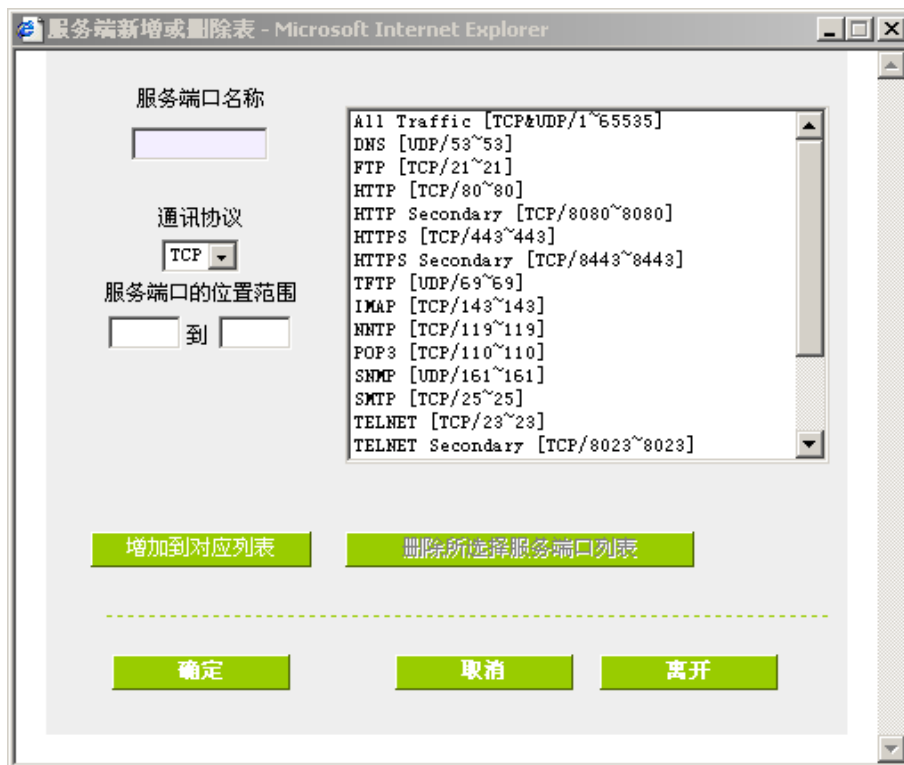 服务端新增或删除表 - Microsoft Internet Explorer
服务端口名称
通讯协议
TCP
服务端口的位置范围
到
All Traffic [TCP&UDP/1~65535]
DNS [UDP/53~53]
FTP [TCP/21~21]
HTTP [TCP/80~80]
HTTP Secondary [TCP/8080~8080]
HTTPS [TCP/443~443]
HTTPS Secondary [TCP/8443~8443]
TFTP [UDP/69~69]
IMAP [TCP/143~143]
NNTP [TCP/119~119]
POP3 [TCP/110~110]
SNMP [UDP/161~161]
SMTP [TCP/25~25]
TELNET [TCP/23~23]
TELNET Secondary [TCP/8023~8023]
增加到对应列表
删除所选择服务端口列表
确定
取消
离开